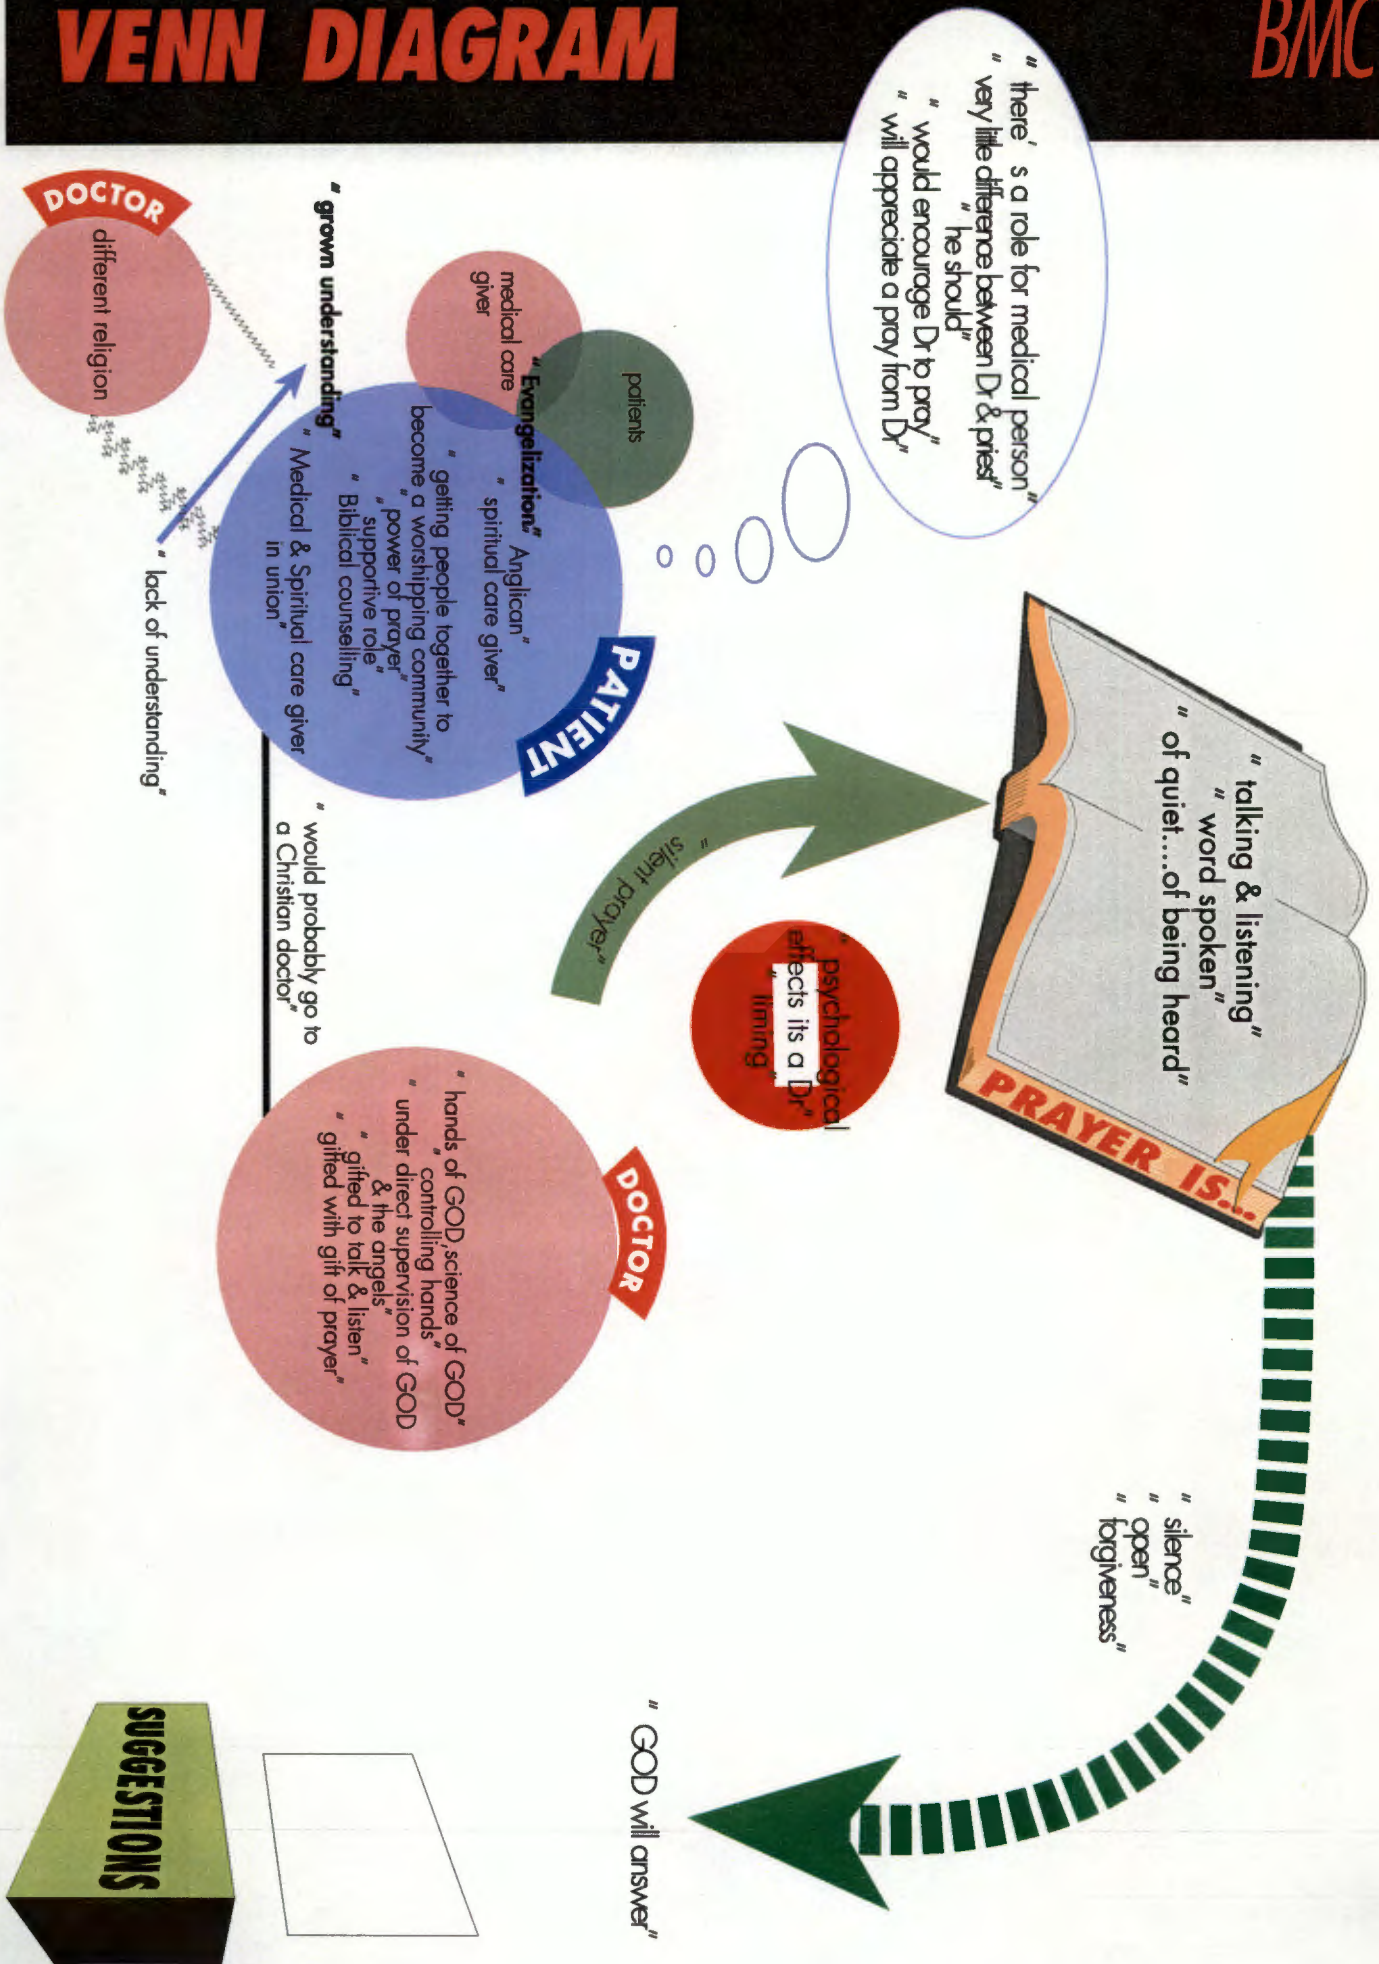 VENN DIAGRAM
BMC
" there' s a role for medical person"
" very little difference between Dr & priest"
" he should"
" would encourage Dr to pray"
" will appreciate a pray from Dr"
" talking & listening"
" word spoken"
" of quiet....of being heard"
PRAYER IS...
" silence"
" open"
" forgiveness"
" GOD will answer"
" silent prayer"
" psychological
effects its a Dr"
" timing"
PATIENT
patients
medical care
giver
" Evangelization"
" Anglican"
" spiritual care giver"
" getting people together to
become a worshipping community"
" power of prayer"
" supportive role"
" Biblical counselling"
" Medical & Spiritual care giver
in union"
" grown understanding"
DOCTOR
different religion
" lack of understanding"
" would probably go to
a Christian doctor"
DOCTOR
" hands of GOD,science of GOD"
" controlling hands"
" under direct supervision of GOD
& the angels"
" gifted to talk & listen"
" gifted with gift of prayer"
SUGGESTIONS